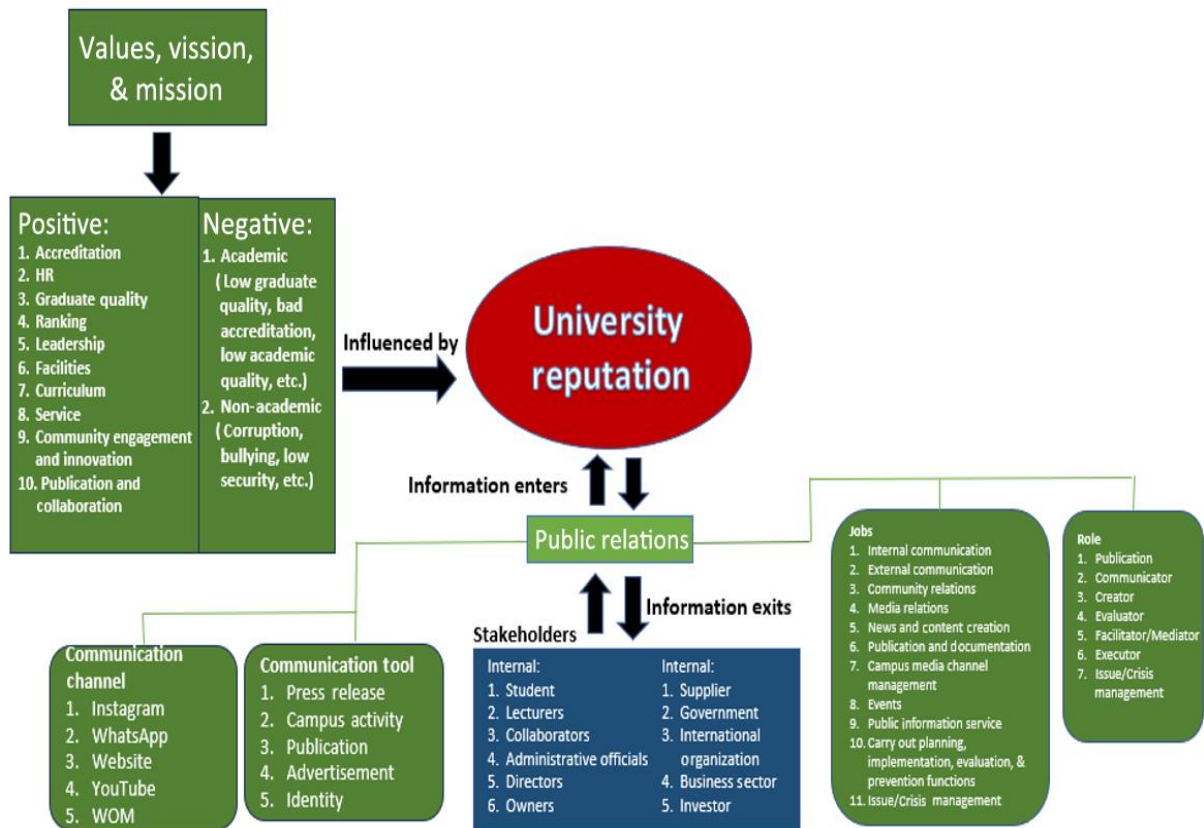 Values, vission,
& mission
Positive:
1. Accreditation
2. HR
3. Graduate quality
4. Ranking
5. Leadership
6. Facilities
7. Curriculum
8. Service
9. Community engagement
and innovation
10. Publication and
collaboration
Negative:
1. Academic
( Low graduate
quality, bad
accreditation,
low academic
quality, etc.)
2. Non-academic
( Corruption,
bullying, low
security, etc.)
Influenced by
University
reputation
Information enters
Public relations
Information exits
Communication
channel
1. Instagram
2. WhatsApp
3. Website
4. YouTube
5. WOM
Communication tool
1. Press release
2. Campus activity
3. Publication
4. Advertisement
5. Identity
Stakeholders
Internal:
1. Student
2. Lecturers
3. Collaborators
4. Administrative officials
5. Directors
6. Owners
Internal:
1. Supplier
2. Government
3. International
organization
4. Business sector
5. Investor
Jobs
1. Internal communication
2. External communication
3. Community relations
4. Media relations
5. News and content creation
6. Publication and documentation
7. Campus media channel
management
8. Events
9. Public information service
10. Carry out planning,
implementation, evaluation, &
prevention functions
11. Issue/Crisis management
Role
1. Publication
2. Communicator
3. Creator
4. Evaluator
5. Facilitator/Mediator
6. Executor
7. Issue/Crisis
management